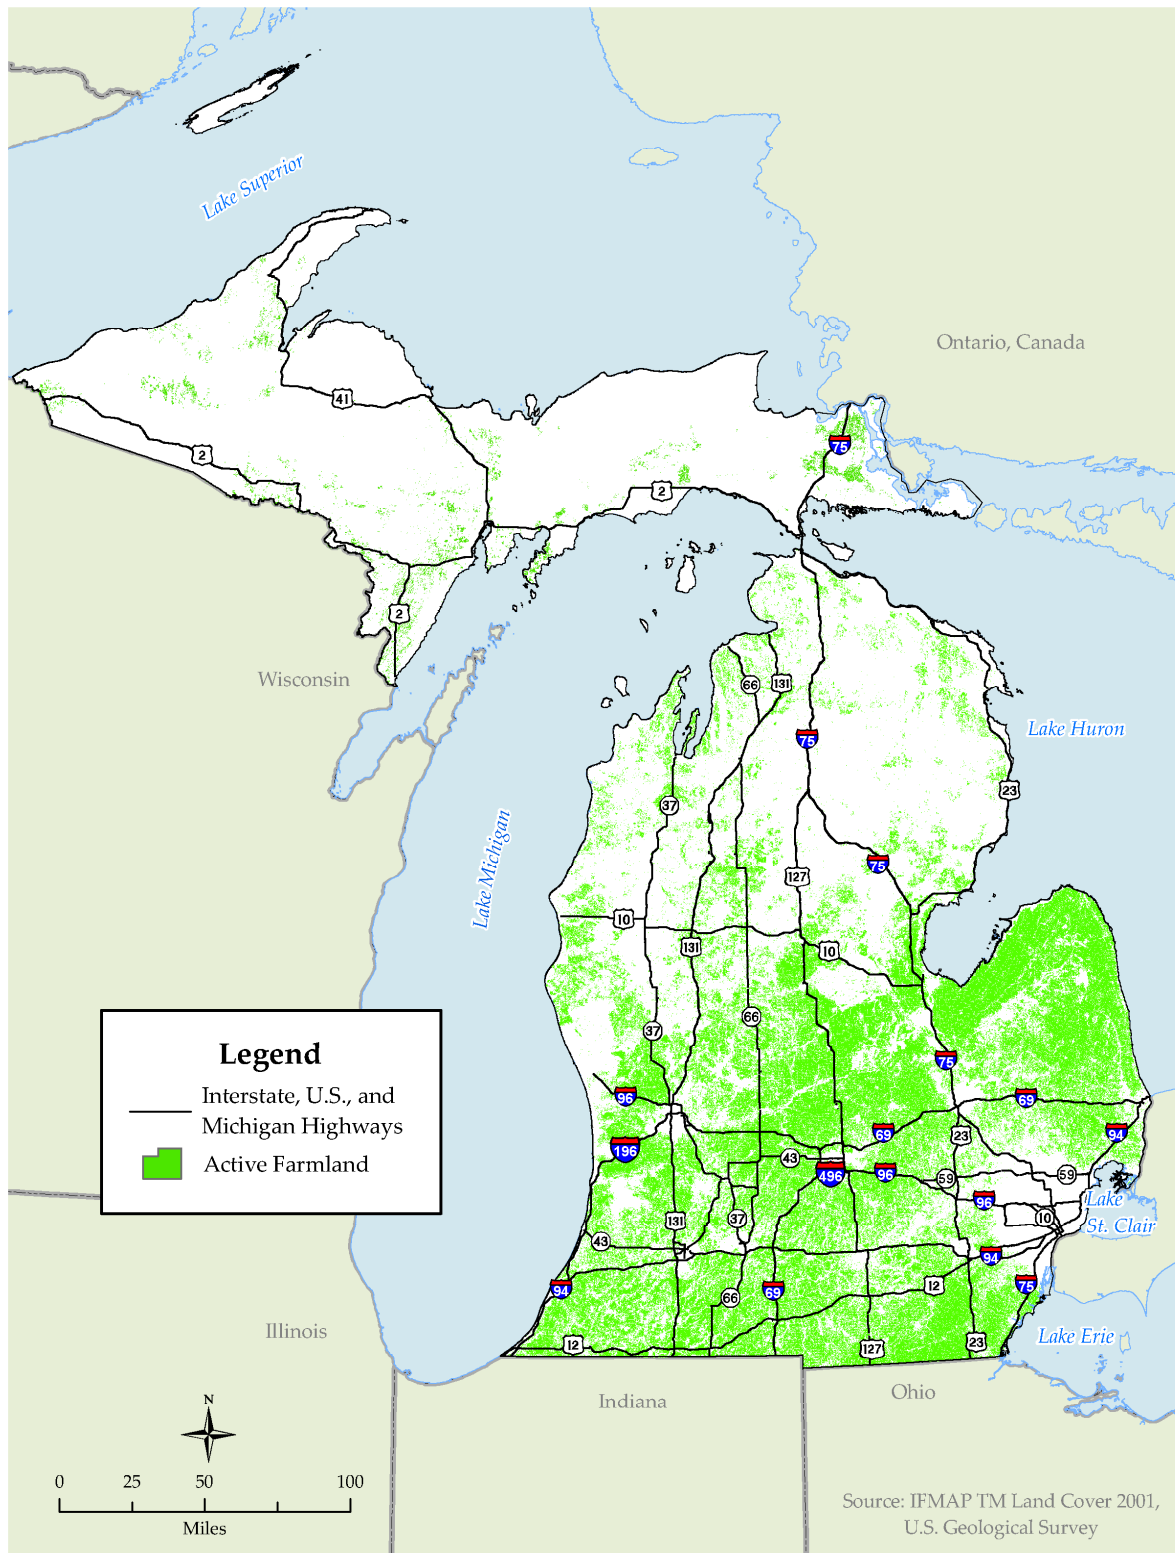 Lake Superior
Ontario, Canada
41
75
2
2
2
Wisconsin
66
131
Lake Huron
75
37
23
Lake Michigan
75
127
10
131
10
66
37
75
96
69
94
196
69
23
43
496
96
59
59
96
Lake
St. Clair
10
37
131
43
94
94
66
69
12
75
12
127
23
Lake Erie
Legend
Interstate, U.S., and
Michigan Highways
Active Farmland
Illinois
Indiana
Ohio
N
0 25 50 100
Miles
Source: IFMAP TM Land Cover 2001,
U.S. Geological Survey